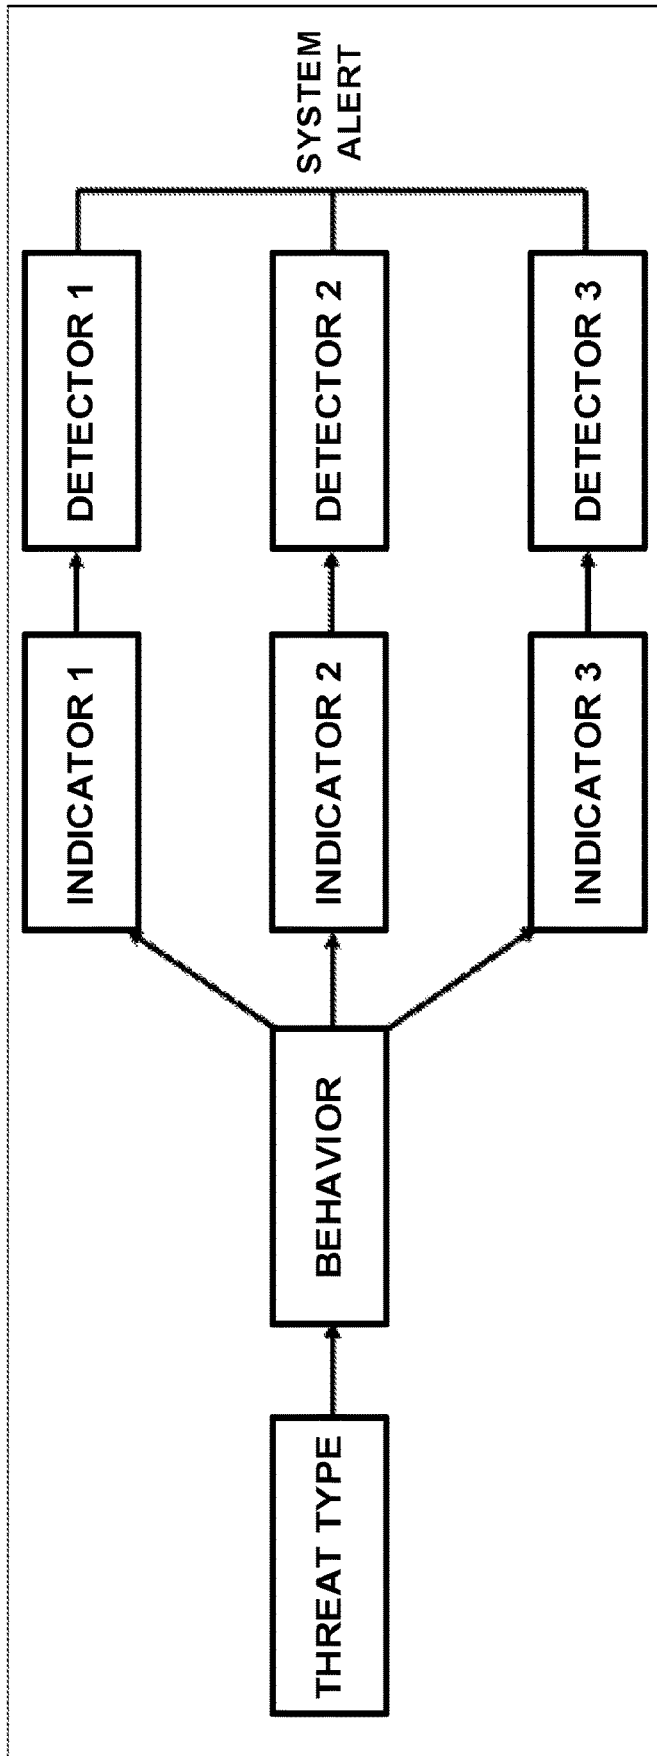 THREAT TYPE
BEHAVIOR
INDICATOR 1
DETECTOR 1
INDICATOR 2
DETECTOR 2
INDICATOR 3
DETECTOR 3
SYSTEM
ALERT